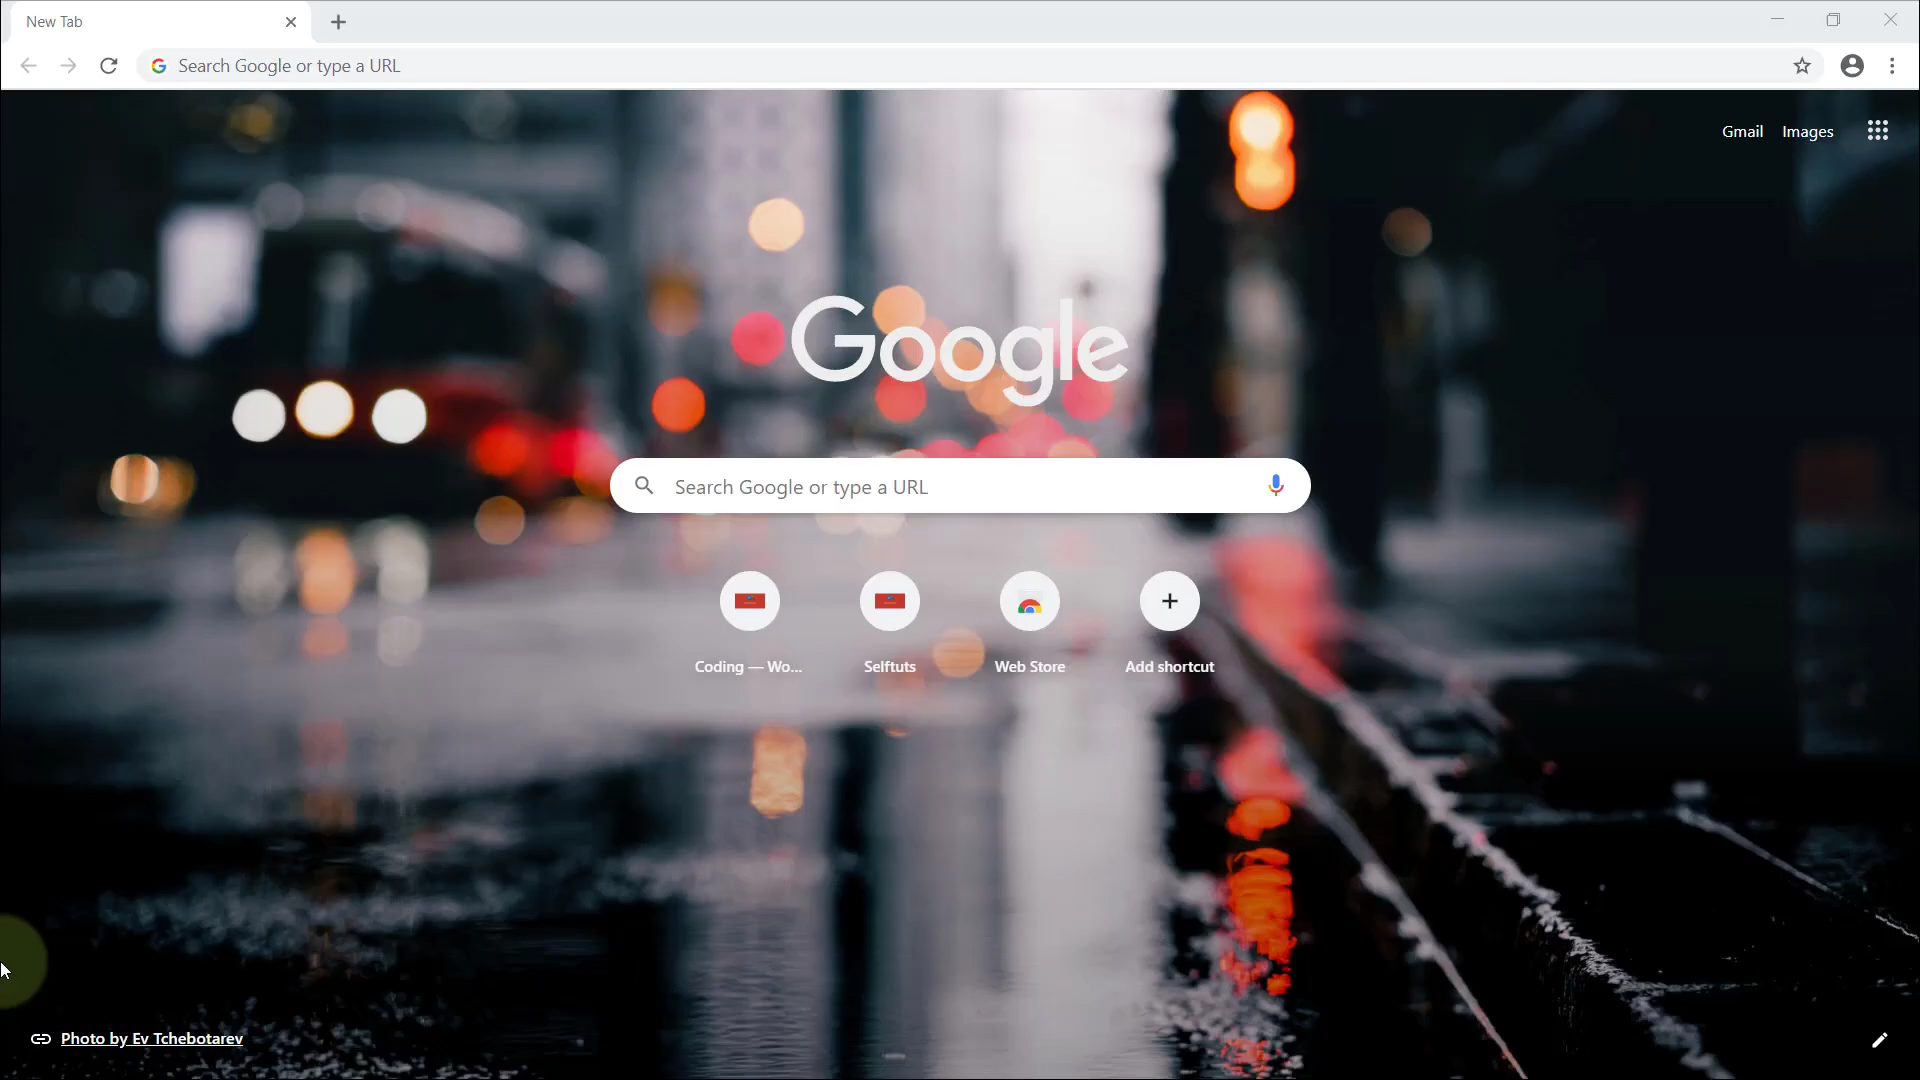 New Tab
Search Google or type a URL
Gmail Images
Google
Search Google or type a URL
Coding — Wo... Selftuts Web Store Add shortcut
Photo by Ev Tchebotarev